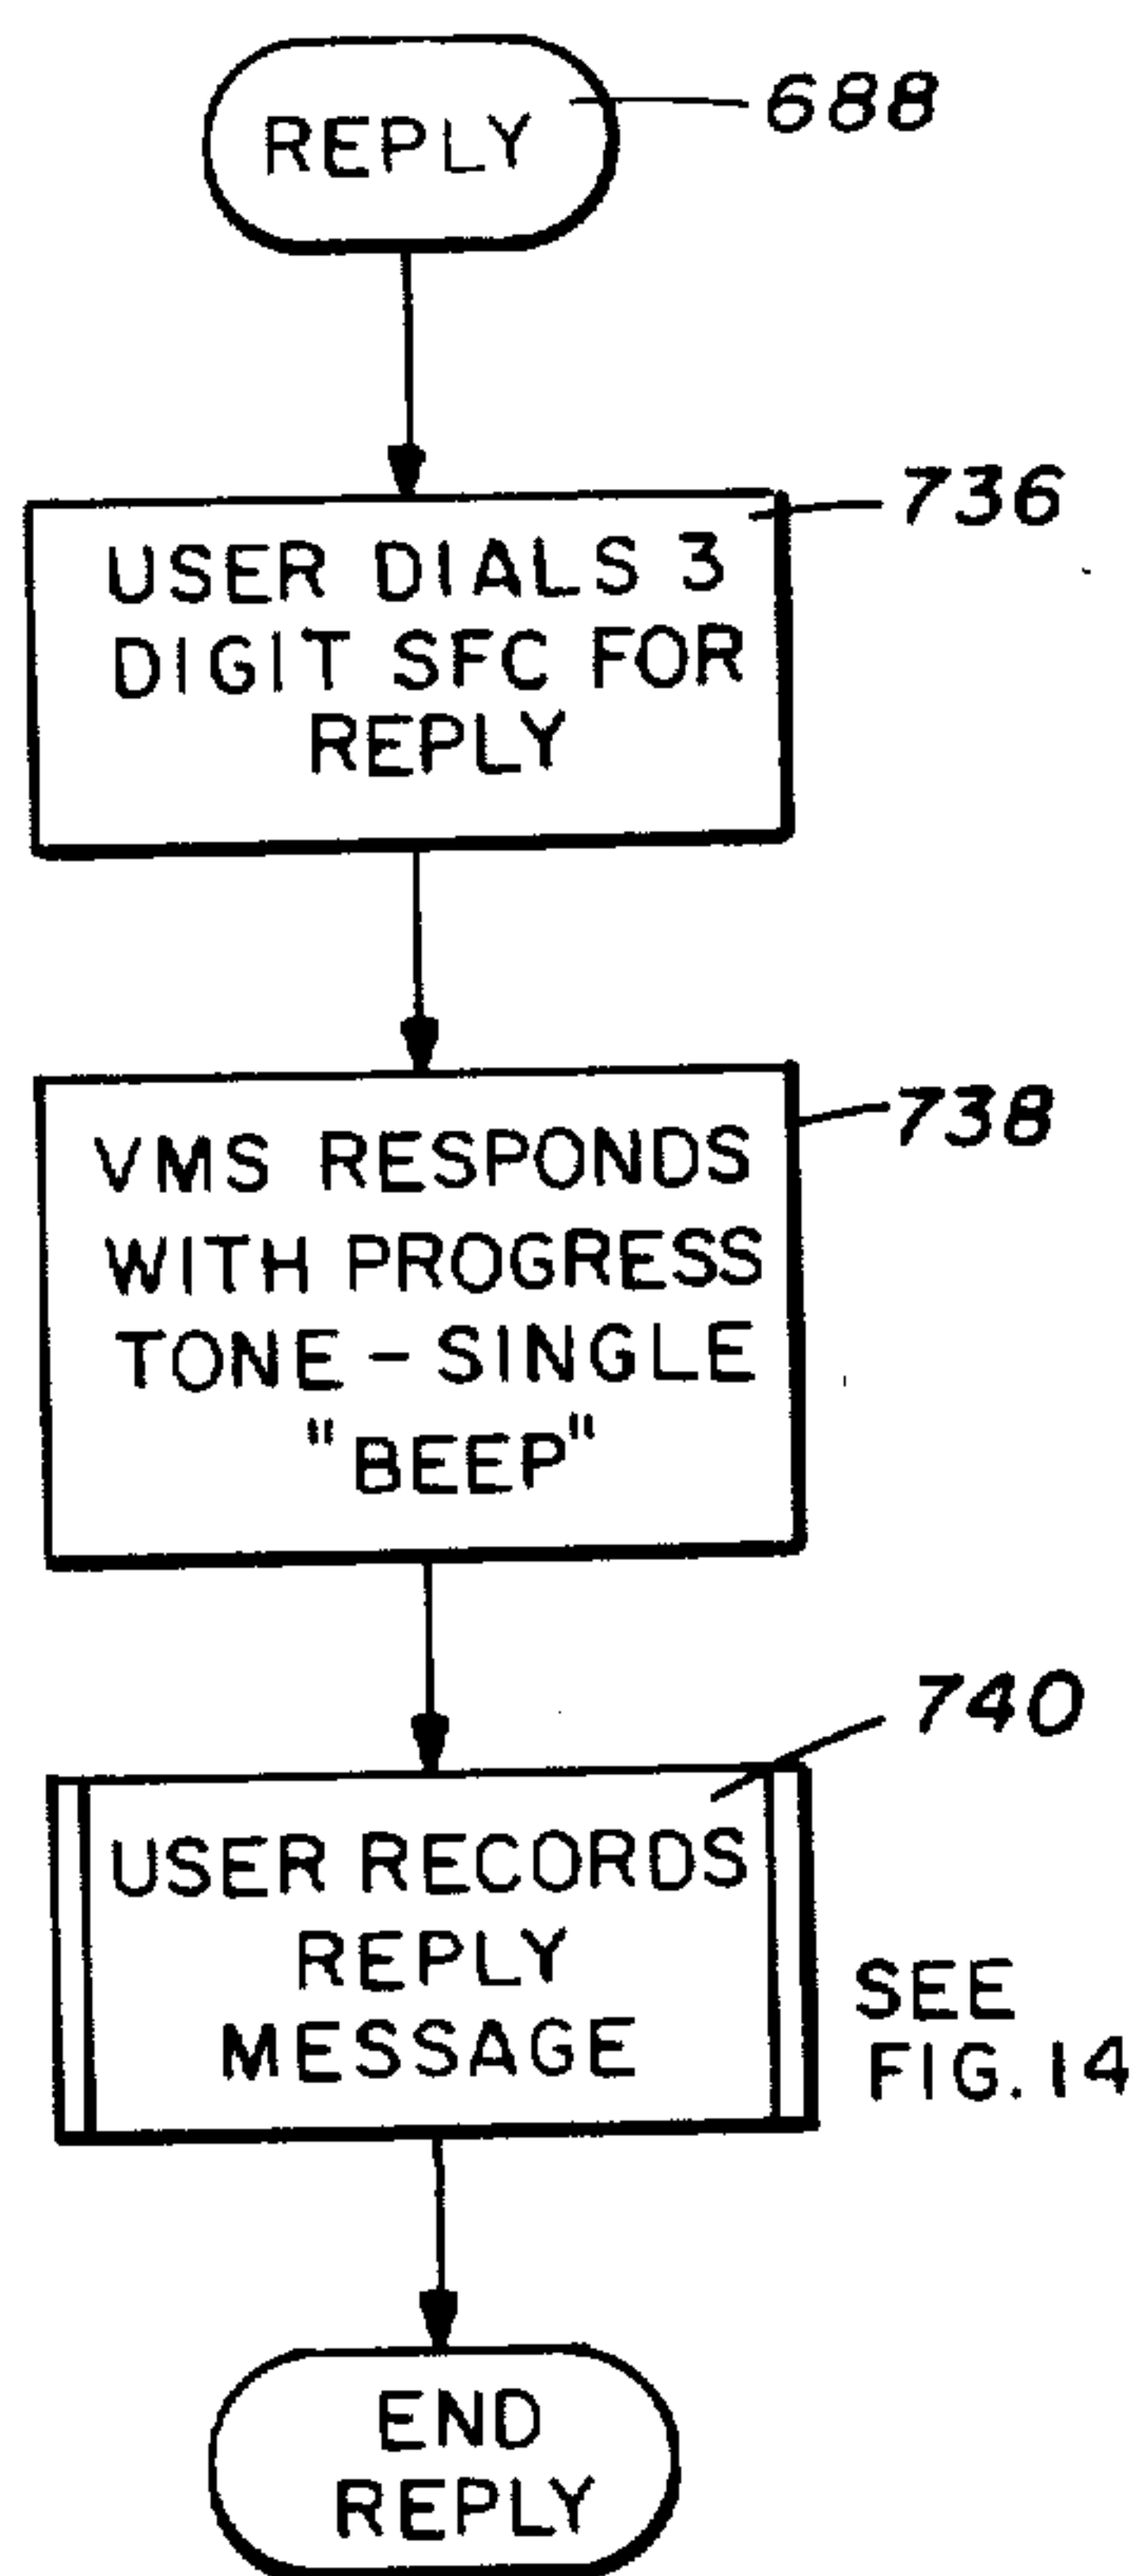 REPLY
688
USER DIALS 3
DIGIT SFC FOR
REPLY
736
VMS RESPONDS
WITH PROGRESS
TONE - SINGLE
"BEEP"
738
USER RECORDS
REPLY
MESSAGE
740
SEE
FIG. 14
END
REPLY